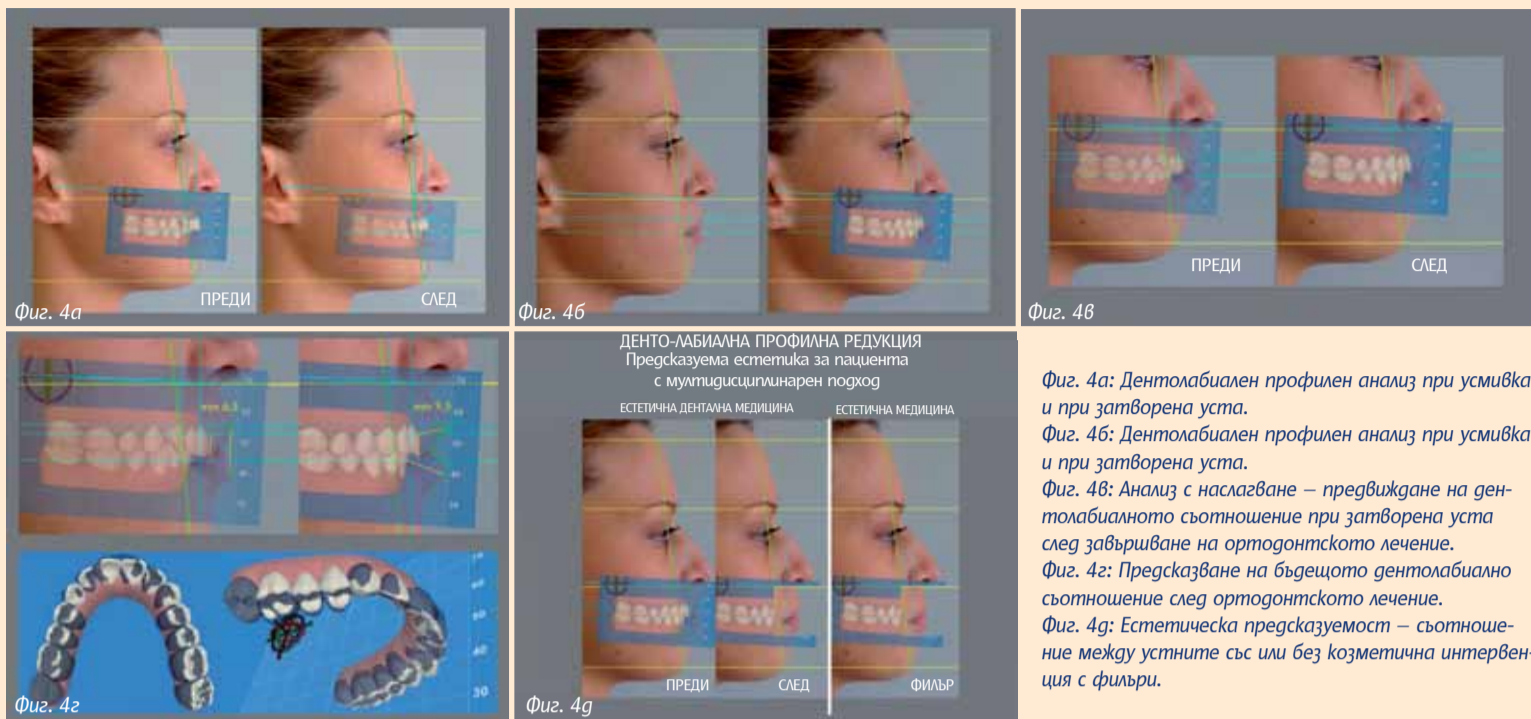 ПРЕДИ
СЛЕД
Фиг. 4а
Фиг. 4б
ПРЕДИ
СЛЕД
Фиг. 4в
Фиг. 4г
30
ДЕНТО-ЛАБИАЛНА ПРОФИЛНА РЕДУКЦИЯ
Предсказуема естетика за пациента
с мултидисциплинарен подход
ЕСТЕТИЧНА ДЕНТАЛНА МЕДИЦИНА
ЕСТЕТИЧНА МЕДИЦИНА
ПРЕДИ
СЛЕД
ФИЛЪР
Фиг. 4д
Фиг. 4а: Дентолабиален профилен анализ при усмивка
и при затворена уста.
Фиг. 4б: Дентолабиален профилен анализ при усмивка
и при затворена уста.
Фиг. 4в: Анализ с наслагване – предвиждане на ден-
толабиалното съотношение при затворена уста
след завършване на ортодонтското лечение.
Фиг. 4г: Предсказване на бъдещото дентолабиално
съотношение след ортодонтското лечение.
Фиг. 4д: Естетическа предсказуемост – съотноше-
ние между устните със или без козметична интервен-
ция с филъри.